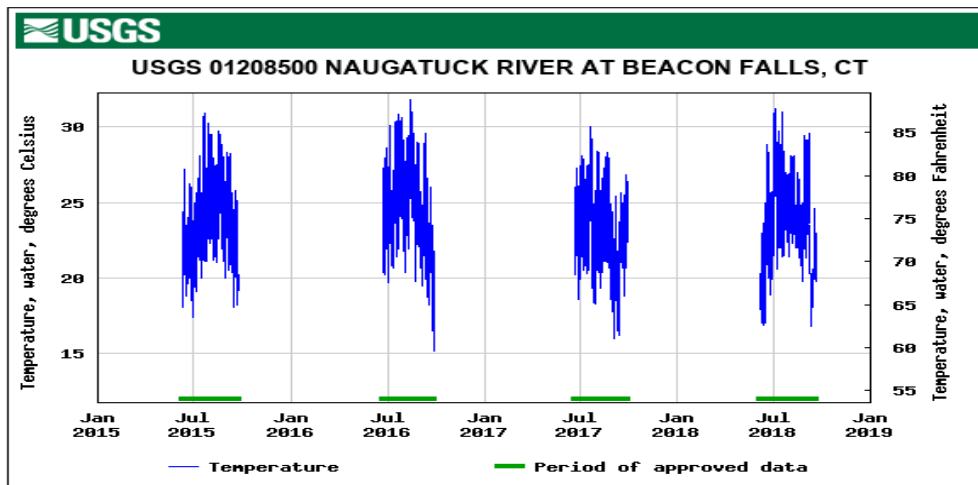 USGS
USGS 01208500 NAUGATUCK RIVER AT BEACON FALLS, CT
Temperature, water, degrees Celsius
30
25
20
15
Temperature, water, degrees Fahrenheit
85
80
75
70
65
60
55
Jan Jul Jan Jul Jan Jul Jan Jul Jan
2015 2015 2016 2016 2017 2017 2018 2018 2019
Temperature Period of approved data